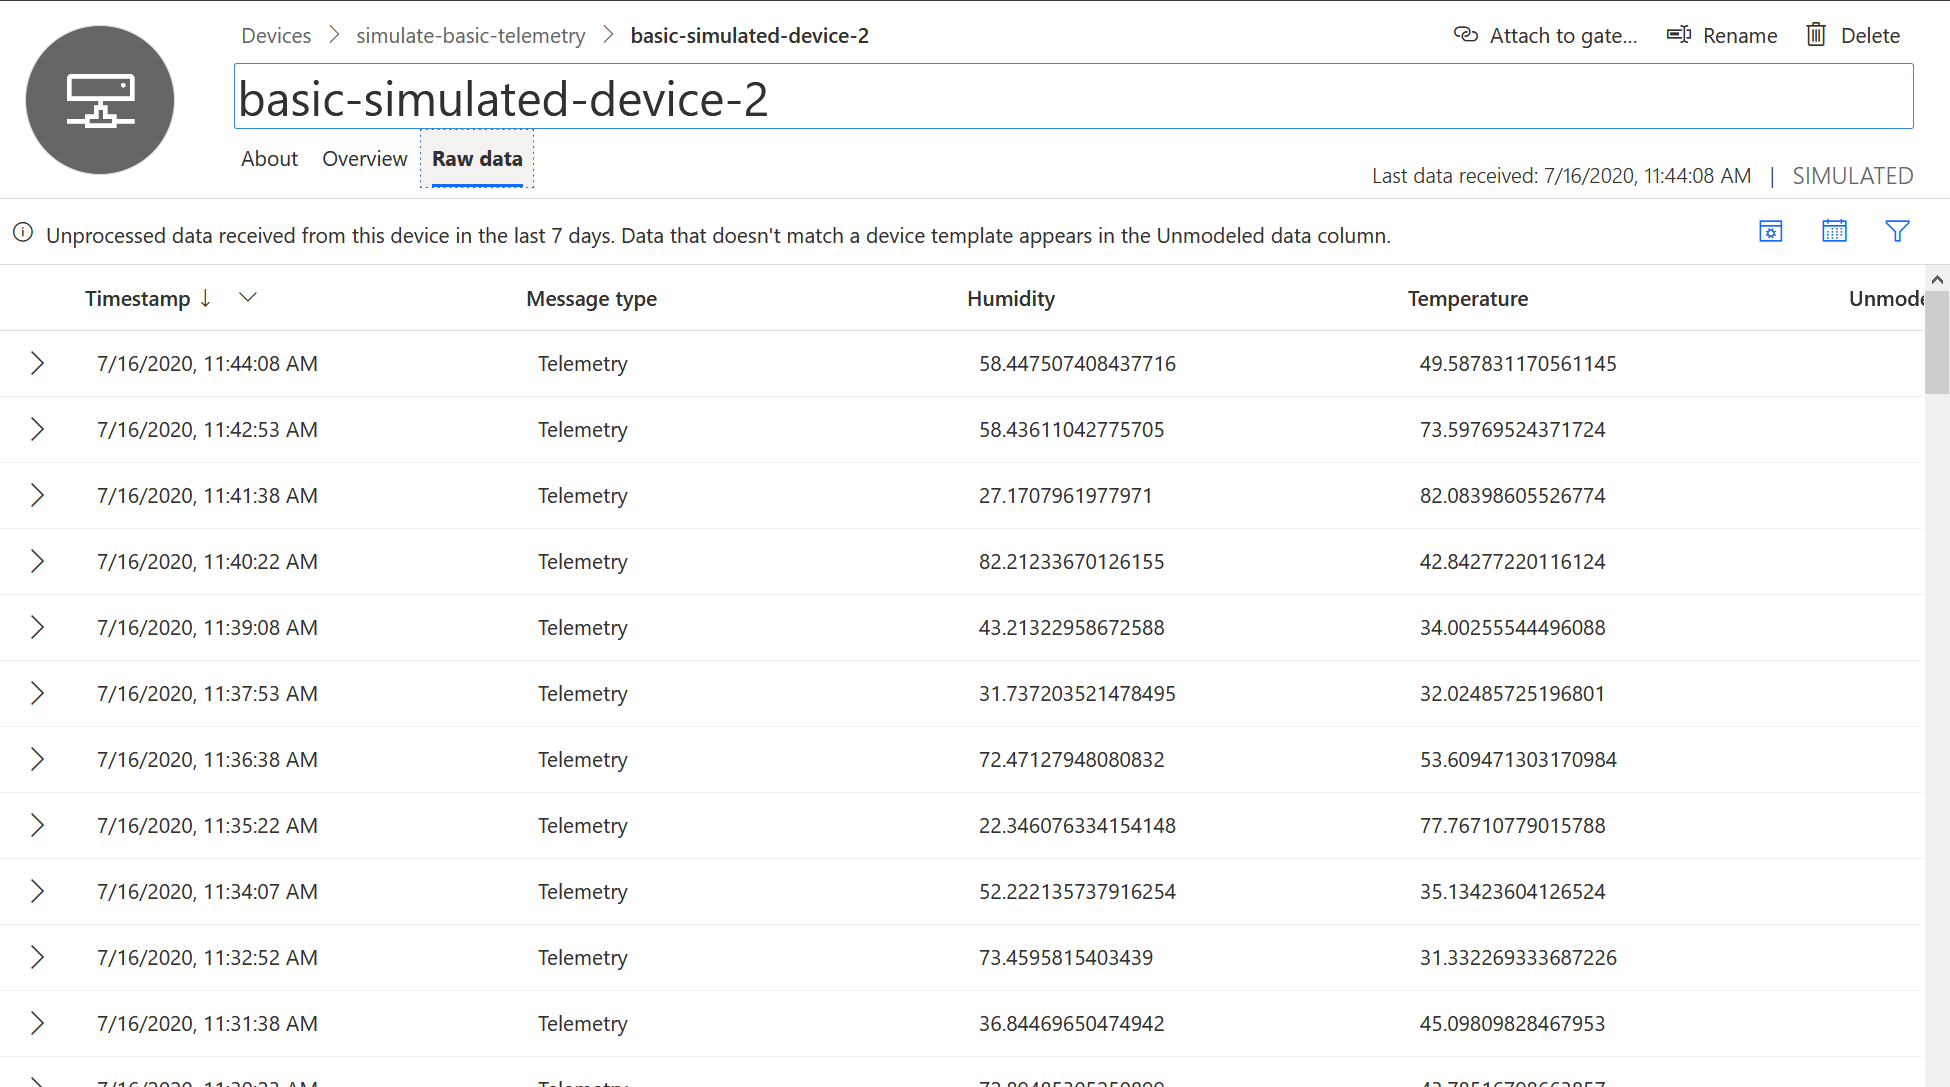 Devices > simulate-basic-telemetry > basic-simulated-device-2 Attach to gate... Rename Delete
basic-simulated-device-2
About Overview Raw data
Last data received: 7/16/2020, 11:44:08 AM | SIMULATED
Unprocessed data received from this device in the last 7 days. Data that doesn't match a device template appears in the Unmodeled data column.
Timestamp ↓ Message type Humidity Temperature Unmode
7/16/2020, 11:44:08 AM Telemetry 58.447507408437716 49.587831170561145
7/16/2020, 11:42:53 AM Telemetry 58.43611042775705 73.59769524371724
7/16/2020, 11:41:38 AM Telemetry 27.1707961977971 82.08398605526774
7/16/2020, 11:40:22 AM Telemetry 82.21233670126155 42.84277220116124
7/16/2020, 11:39:08 AM Telemetry 43.21322958672588 34.00255544496088
7/16/2020, 11:37:53 AM Telemetry 31.737203521478495 32.02485725196801
7/16/2020, 11:36:38 AM Telemetry 72.47127948080832 53.609471303170984
7/16/2020, 11:35:22 AM Telemetry 22.346076334154148 77.76710779015788
7/16/2020, 11:34:07 AM Telemetry 52.222135737916254 35.13423604126524
7/16/2020, 11:32:52 AM Telemetry 73.4595815403439 31.332269333687226
7/16/2020, 11:31:38 AM Telemetry 36.84469650474942 45.09809828467953